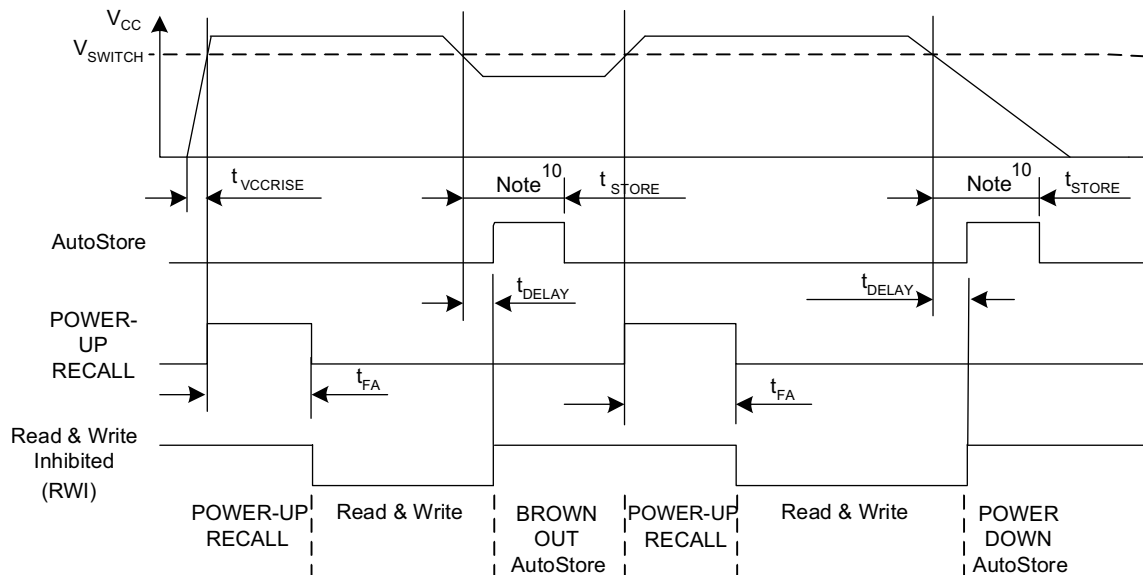 VCC
VSWITCH
tVCCRISE
Note10
tSTORE
Note10
tSTORE
AutoStore
tDELAY
tDELAY
POWER-
UP
RECALL
tFA
tFA
Read & Write
Inhibited
(RWI)
POWER-UP
RECALL
Read & Write
BROWN
OUT
AutoStore
POWER-UP
RECALL
Read & Write
POWER
DOWN
AutoStore